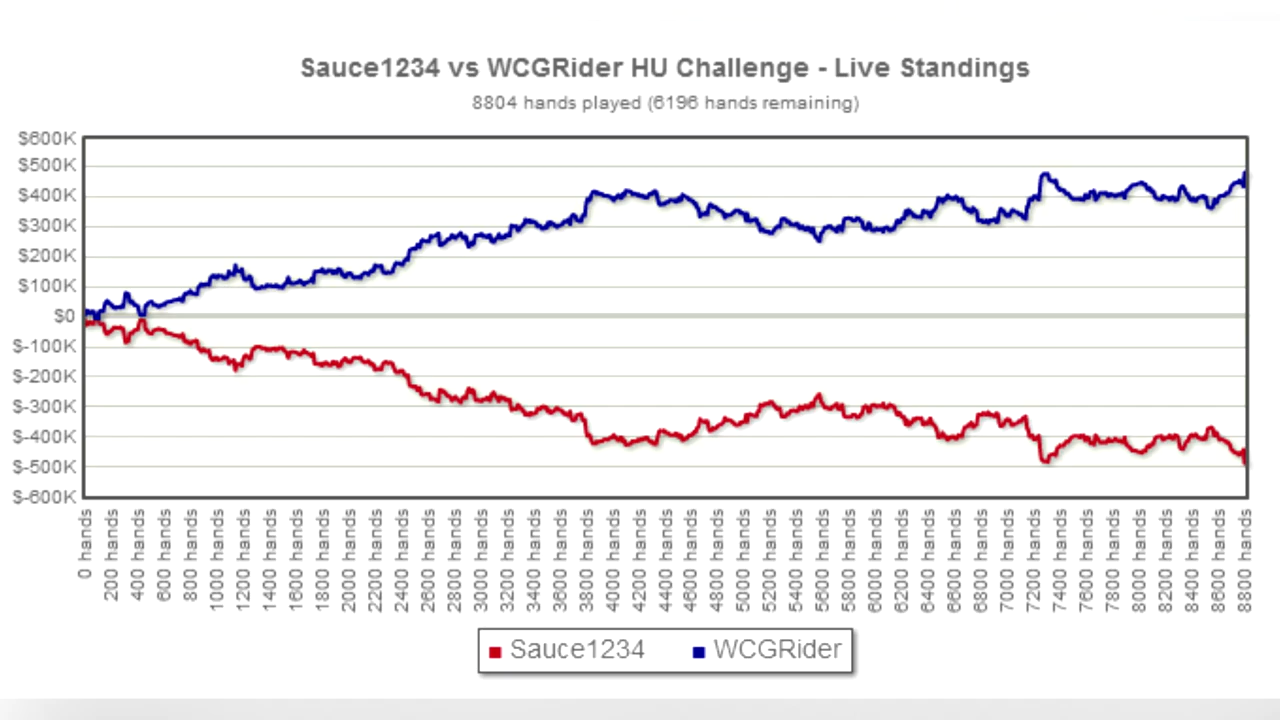 Sauce1234 vs WCGRider HU Challenge - Live Standings
8804 hands played (6196 hands remaining)
$600K
$500K
$400K
$300K
$200K
$100K
$0
$-100K
$-200K
$-300K
$-400K
$-500K
$-600K
0 hands
200 hands
400 hands
600 hands
800 hands
1000 hands
1200 hands
1400 hands
1600 hands
1800 hands
2000 hands
2200 hands
2400 hands
2600 hands
2800 hands
3000 hands
3200 hands
3400 hands
3600 hands
3800 hands
4000 hands
4200 hands
4400 hands
4600 hands
4800 hands
5000 hands
5200 hands
5400 hands
5600 hands
5800 hands
6000 hands
6200 hands
6400 hands
6600 hands
6800 hands
7000 hands
7200 hands
7400 hands
7600 hands
7800 hands
8000 hands
8200 hands
8400 hands
8600 hands
8800 hands
Sauce1234 WCGRider